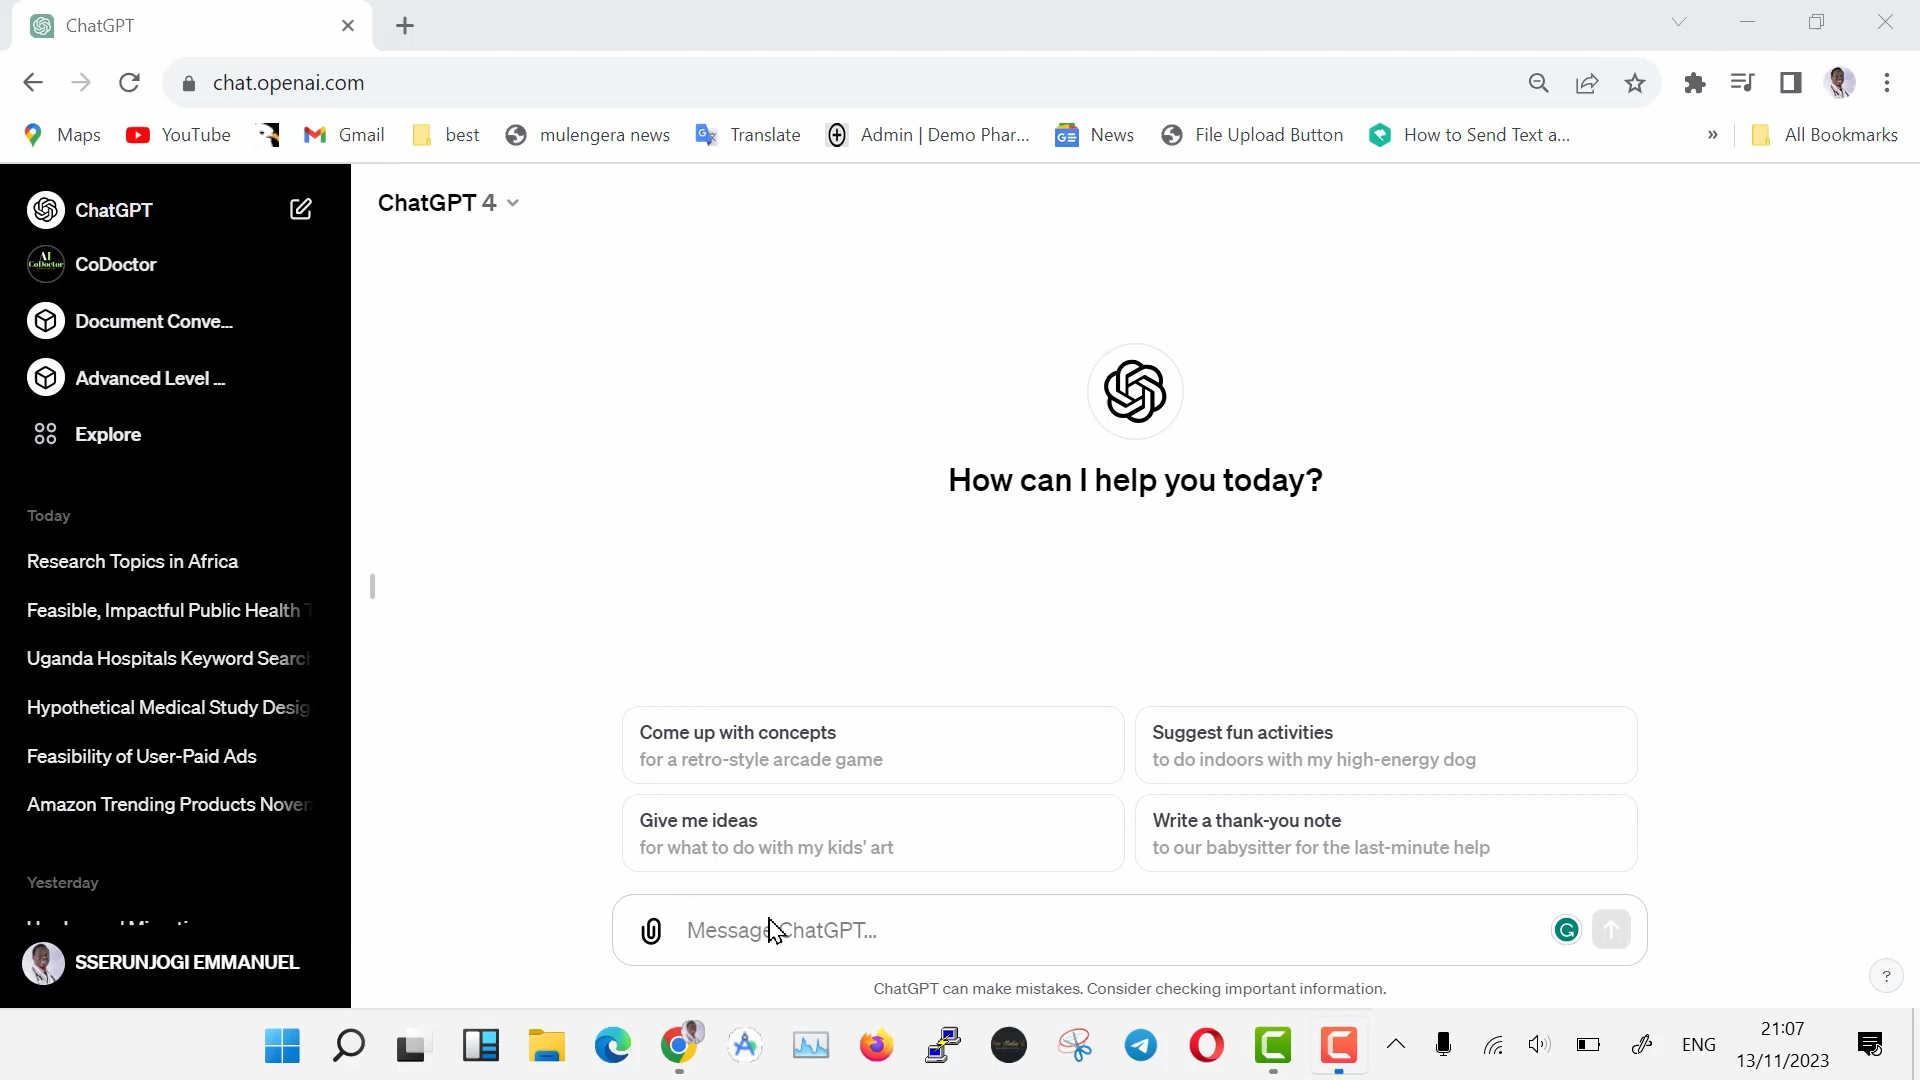 ChatGPT
chat.openai.com
Maps
YouTube
Gmail
best
mulengera news
Translate
Admin | Demo Phar...
News
File Upload Button
How to Send Text a...
»
All Bookmarks
ChatGPT
AI
CoDoctor
CoDoctor
Document Conve...
Advanced Level ...
Explore
Today
Research Topics in Africa
Feasible, Impactful Public Health T
Uganda Hospitals Keyword Search
Hypothetical Medical Study Desig
Feasibility of User-Paid Ads
Amazon Trending Products Noven
Yesterday
SSERUNJOGI EMMANUEL
ChatGPT 4
How can I help you today?
Come up with concepts
for a retro-style arcade game
Suggest fun activities
to do indoors with my high-energy dog
Give me ideas
for what to do with my kids' art
Write a thank-you note
to our babysitter for the last-minute help
Message ChatGPT...
ChatGPT can make mistakes. Consider checking important information.
?
ENG
21:07
13/11/2023